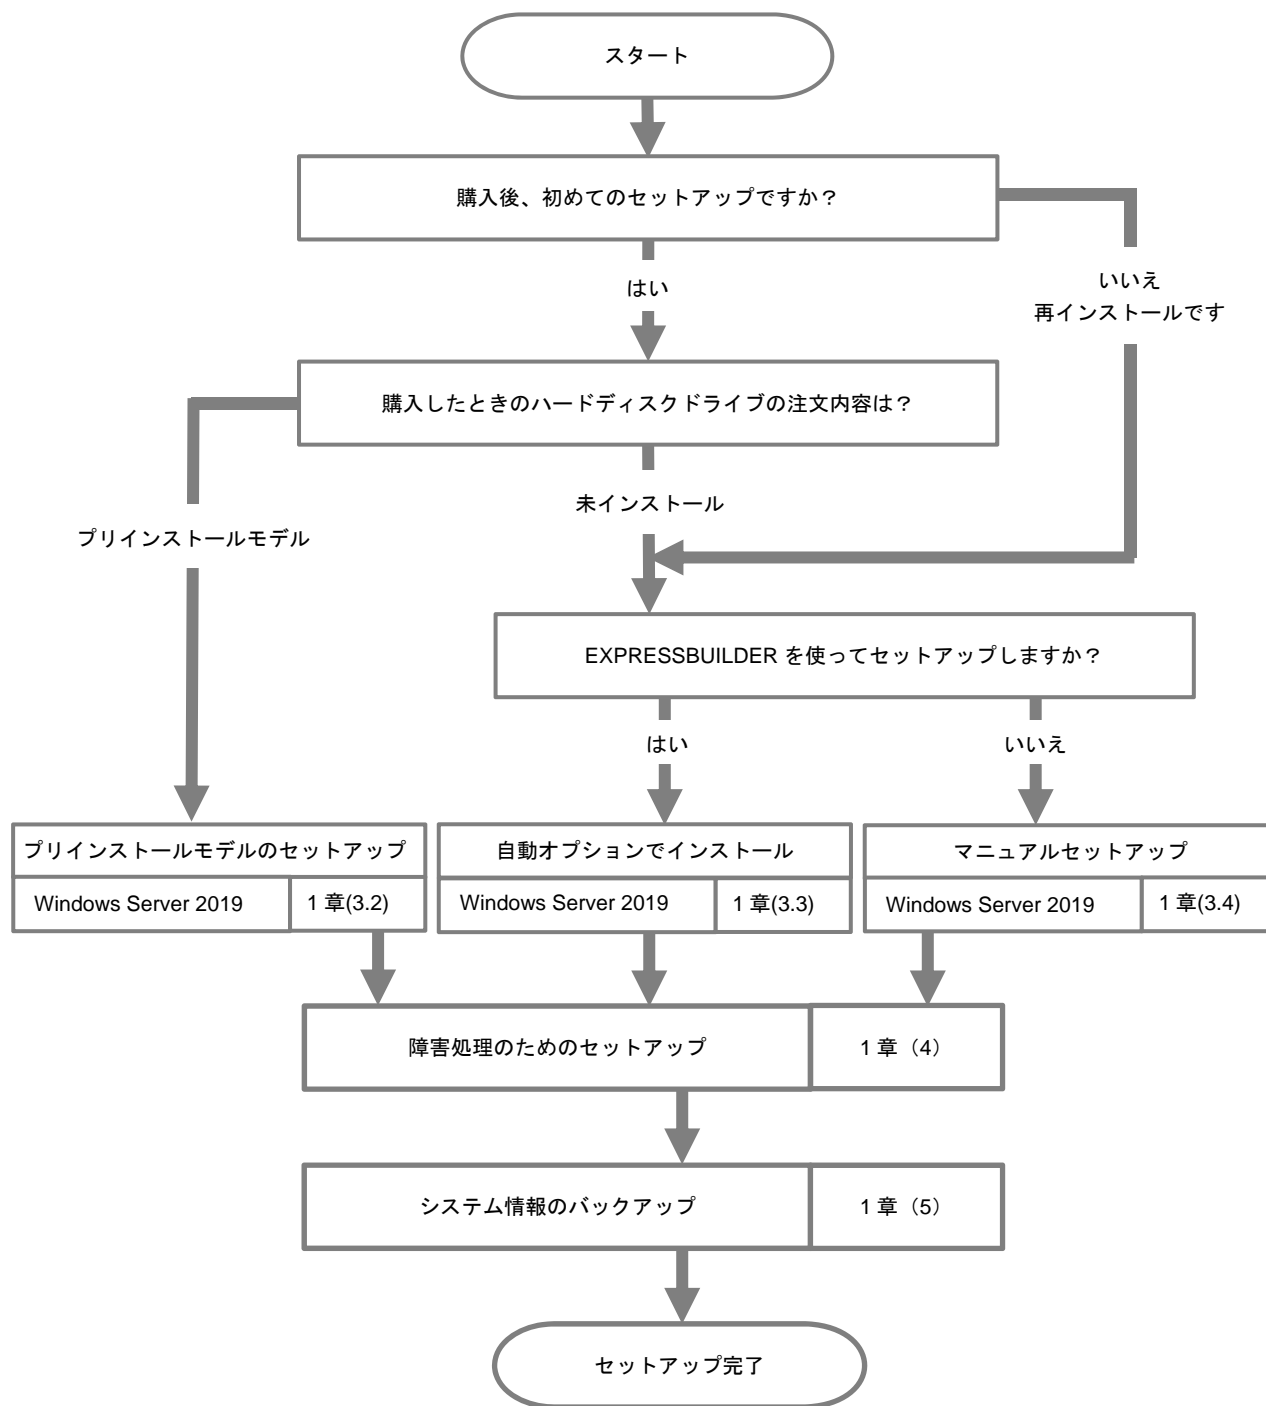 スタート
購入後、初めてのセットアップですか？
はい
いいえ
再インストールです
購入したときのハードディスクドライブの注文内容は？
未インストール
プリインストールモデル
EXPRESSBUILDER を使ってセットアップしますか？
はい
いいえ
プリインストールモデルのセットアップ
Windows Server 2019
1 章(3.2)
自動オプションでインストール
Windows Server 2019
1 章(3.3)
マニュアルセットアップ
Windows Server 2019
1 章(3.4)
障害処理のためのセットアップ
1 章（4）
システム情報のバックアップ
1 章（5）
セットアップ完了